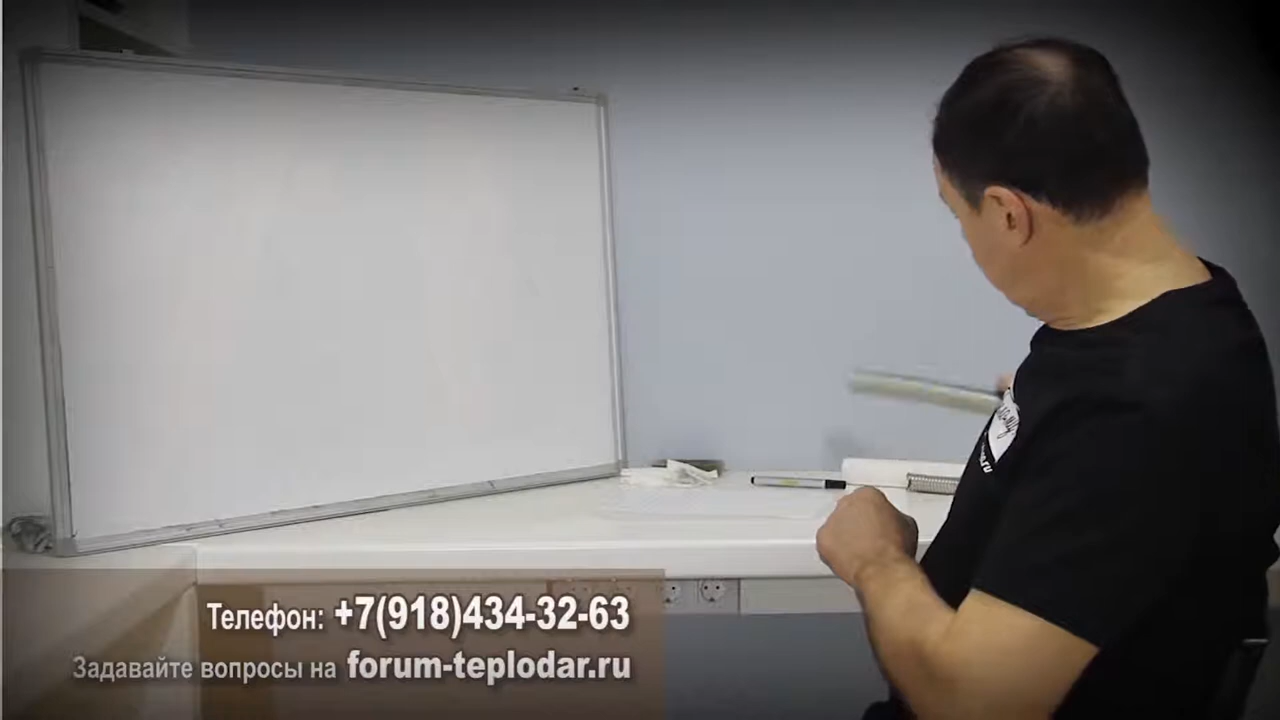 Телефон: +7(918)434-32-63
Задавайте вопросы на forum-teplodar.ru